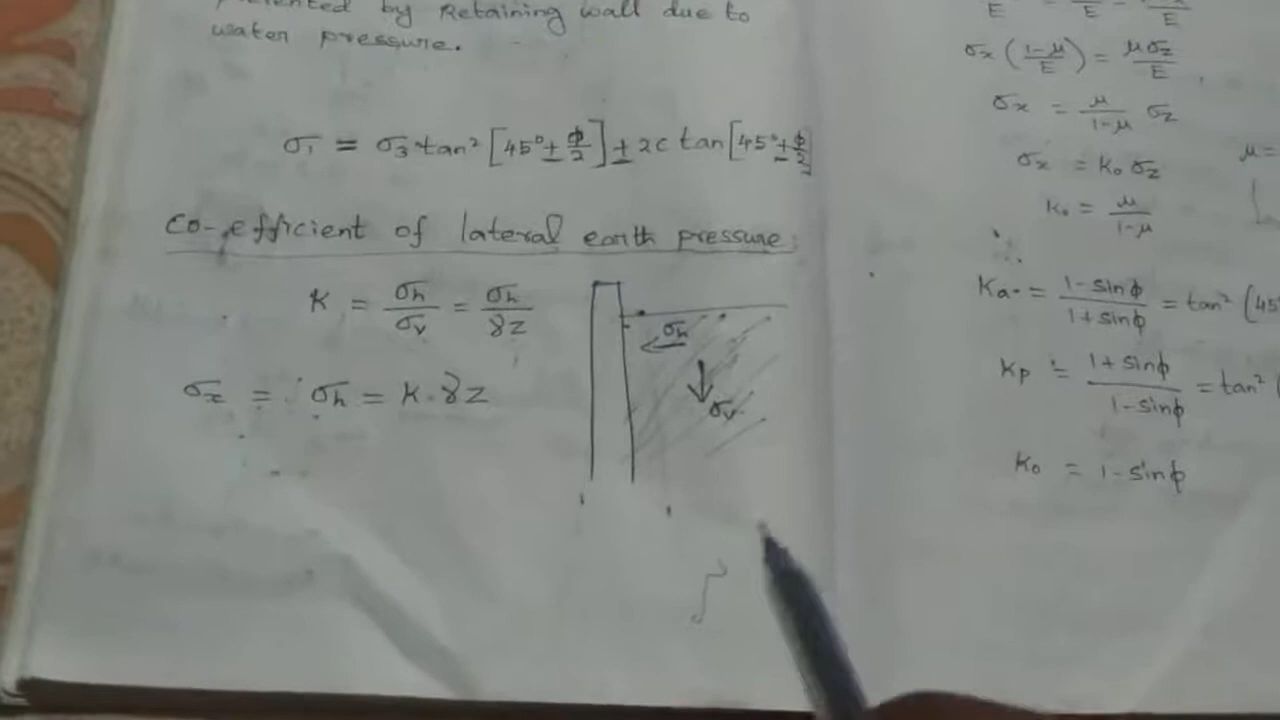 by Retaining wall due to
water pressure.
σ₁ = σ₃ tan² [45° ± φ/2] ± 2c tan [45° ± φ/2]
Co-efficient of lateral earth pressure:
K = σh/σv = σh/γz
σx = σh = K·γz
σh
σv
σx (1-μ/E) = μσz/E
σx = μ/1-μ σz
σx = K₀ σz
μ =
K₀ = μ/1-μ
∴
Ka = 1-sinφ/1+sinφ = tan² (45
Kp = 1+sinφ/1-sinφ = tan² (
K₀ = 1-sinφ